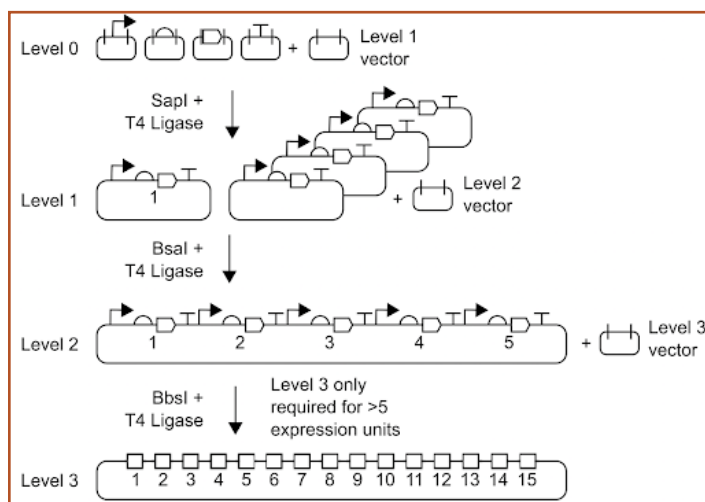 Level 0
+
Level 1
vector
SapI +
T4 Ligase
Level 1
1
+
Level 2
vector
BsaI +
T4 Ligase
Level 2
1 2 3 4 5
+
Level 3
vector
BbsI +
T4 Ligase
Level 3 only
required for >5
expression units
Level 3
1 2 3 4 5 6 7 8 9 10 11 12 13 14 15